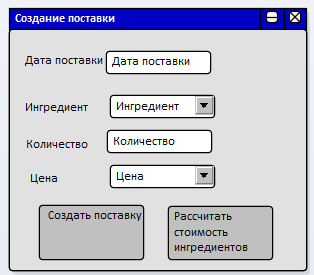 Создание поставки
Дата поставки Дата поставки
Ингредиент Ингредиент
Количество Количество
Цена Цена
Создать поставку
Рассчитать
стоимость
ингредиентов